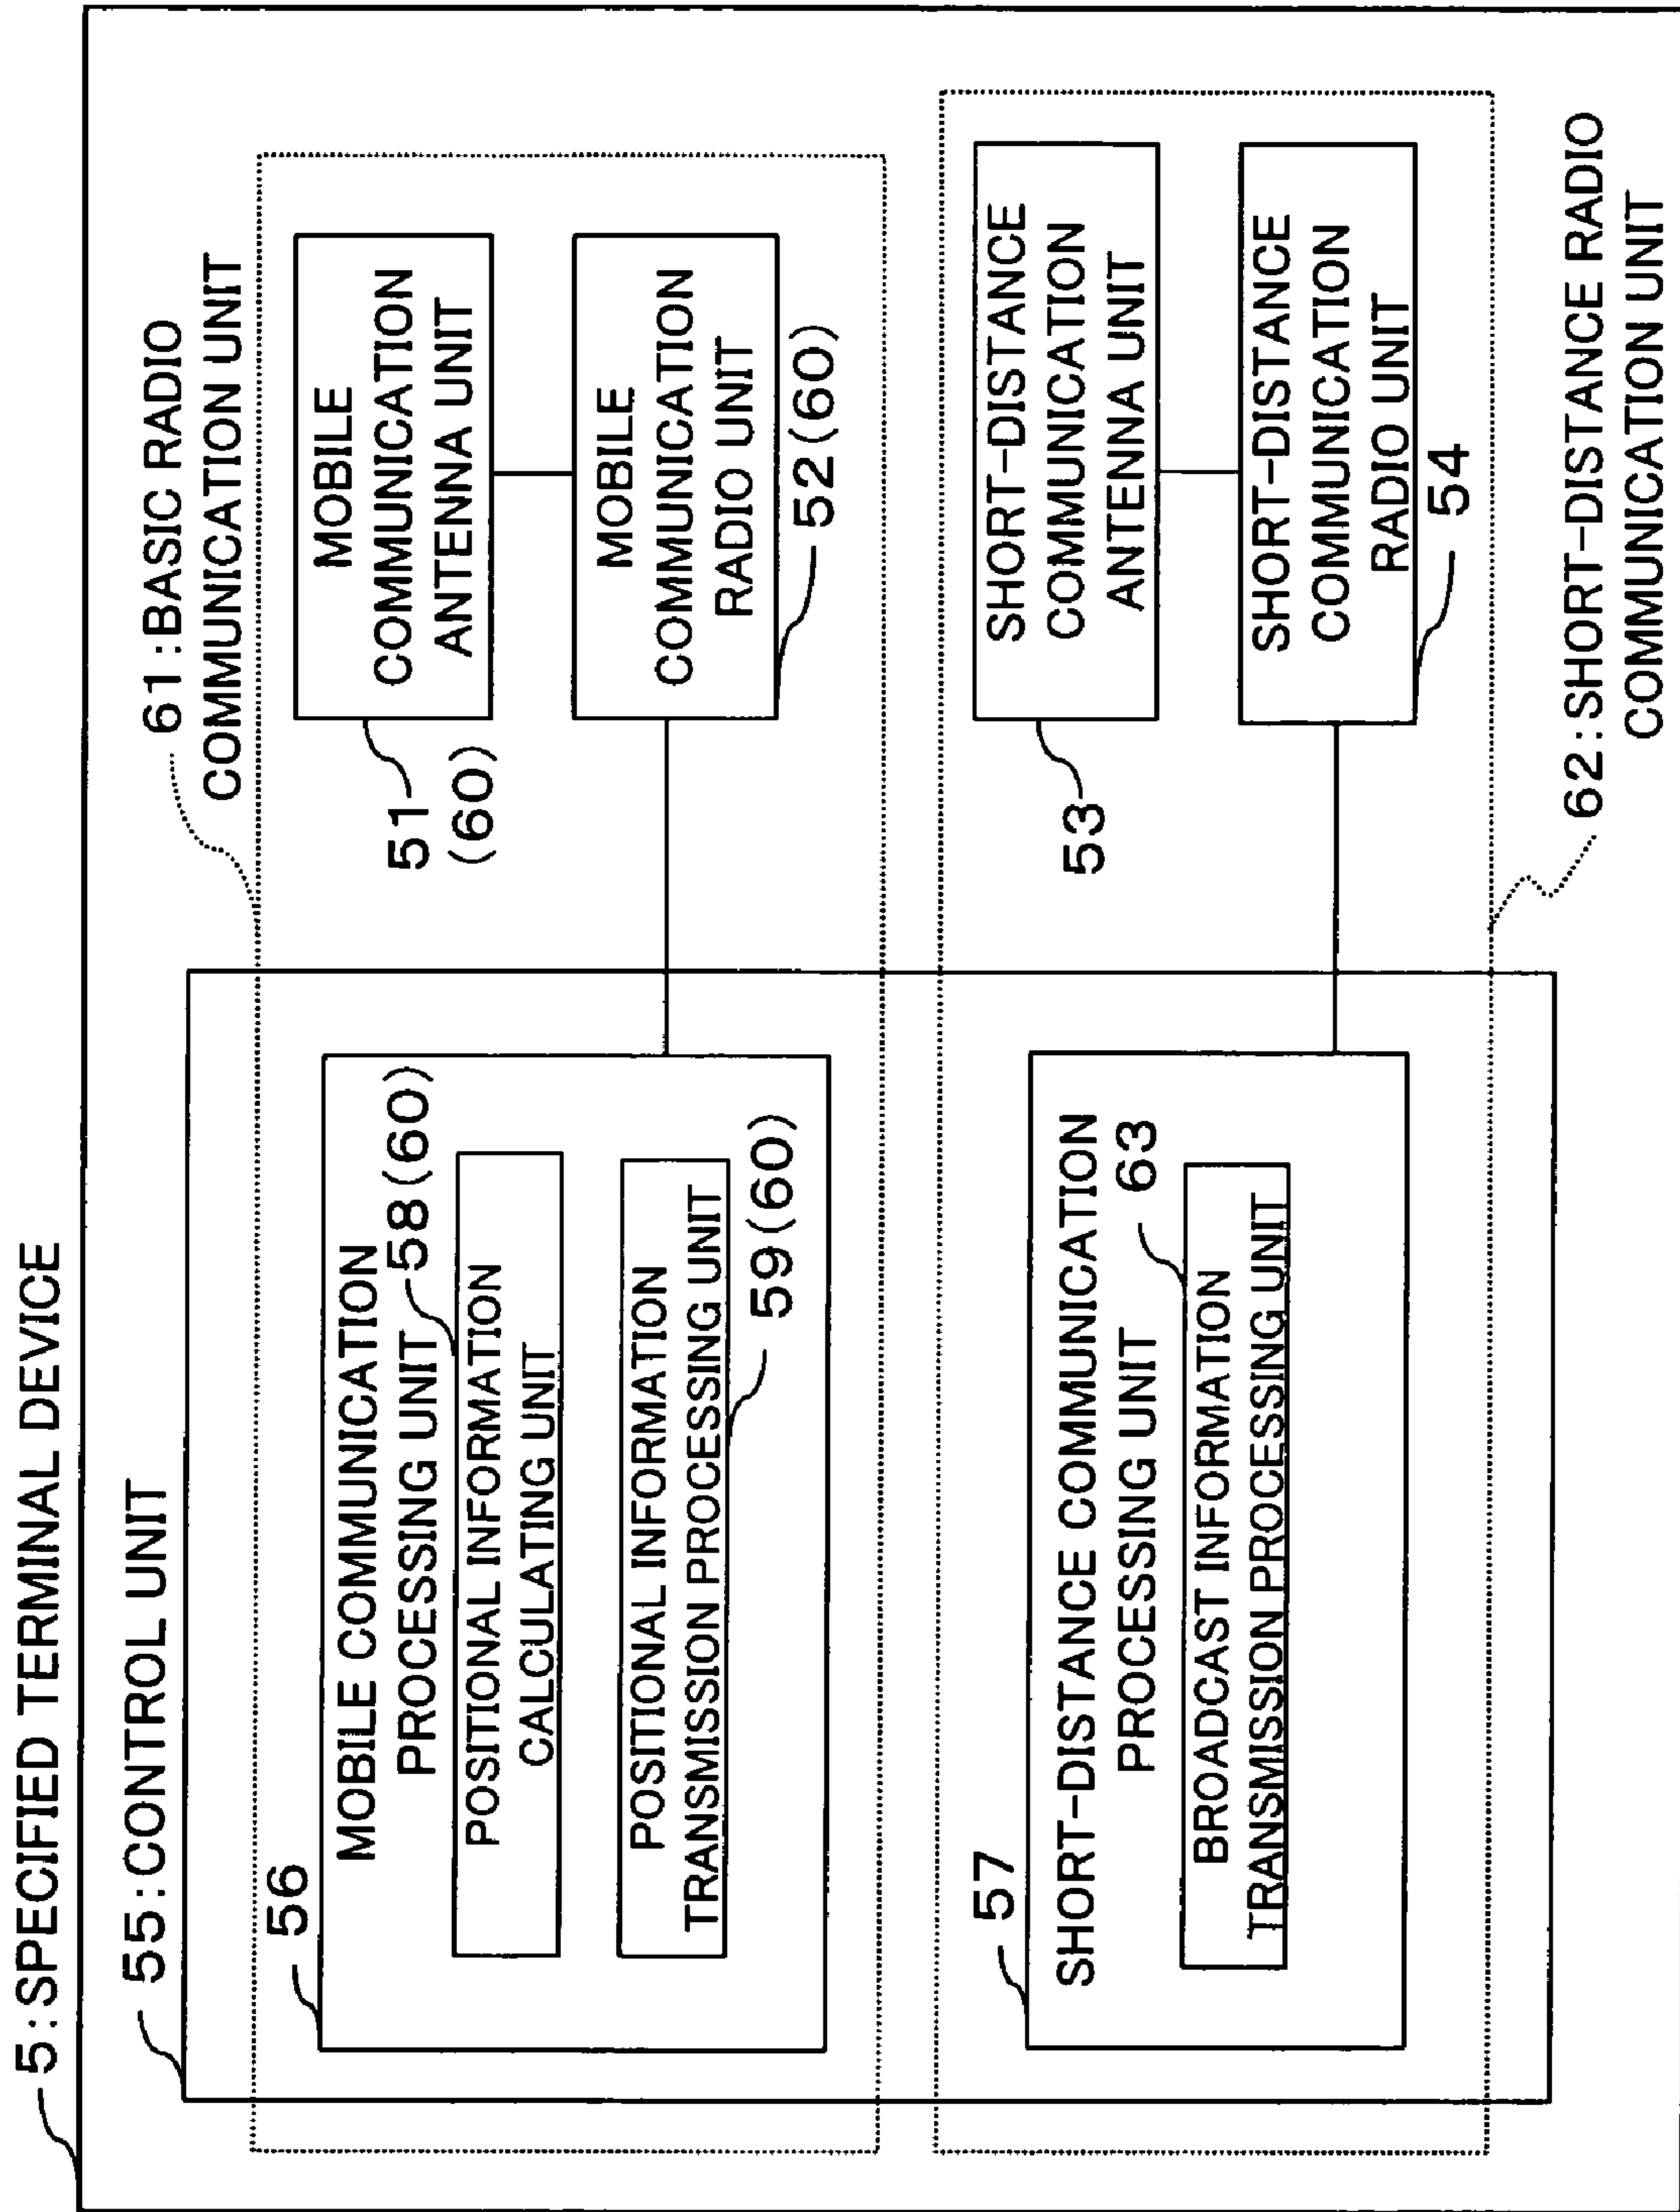 5:SPECIFIED TERMINAL DEVICE
55:CONTROL UNIT
61:BASIC RADIO
COMMUNICATION UNIT
56
MOBILE COMMUNICATION
PROCESSING UNIT
58(60)
POSITIONAL INFORMATION
CALCULATING UNIT
POSITIONAL INFORMATION
TRANSMISSION PROCESSING UNIT
59(60)
MOBILE
COMMUNICATION
ANTENNA UNIT
51
(60)
MOBILE
COMMUNICATION
RADIO UNIT
52(60)
57
SHORT-DISTANCE COMMUNICATION
PROCESSING UNIT
63
BROADCAST INFORMATION
TRANSMISSION PROCESSING UNIT
SHORT-DISTANCE
COMMUNICATION
ANTENNA UNIT
53
SHORT-DISTANCE
COMMUNICATION
RADIO UNIT
54
62:SHORT-DISTANCE RADIO
COMMUNICATION UNIT